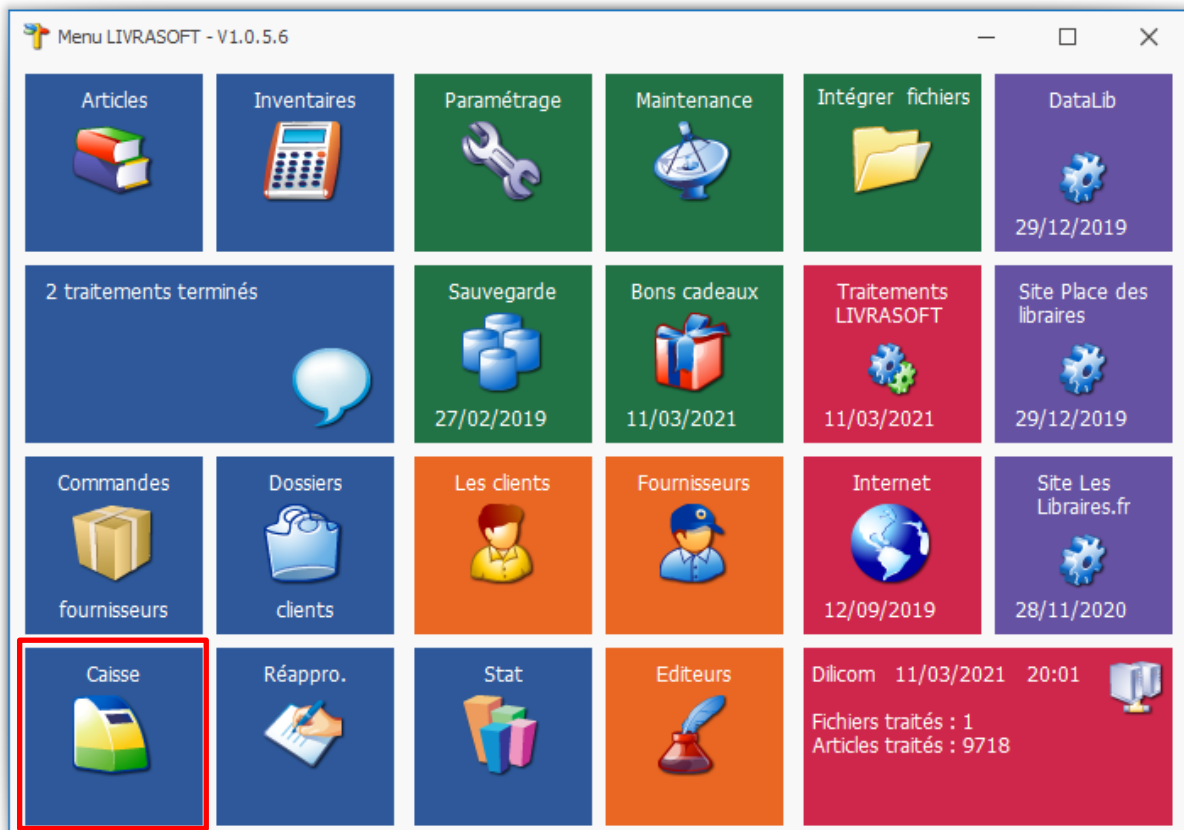 Menu LIVRASOFT - V1.0.5.6
Articles
Inventaires
Paramétrage
Maintenance
Intégrer fichiers
DataLib
29/12/2019
2 traitements terminés
Sauvegarde
27/02/2019
Bons cadeaux
11/03/2021
Traitements
LIVRASOFT
11/03/2021
Site Place des
libraires
29/12/2019
Commandes
fournisseurs
Dossiers
clients
Les clients
Fournisseurs
Internet
12/09/2019
Site Les
Libraires.fr
28/11/2020
Caisse
Réappro.
Stat
Editeurs
Dilicom 11/03/2021 20:01
Fichiers traités : 1
Articles traités : 9718